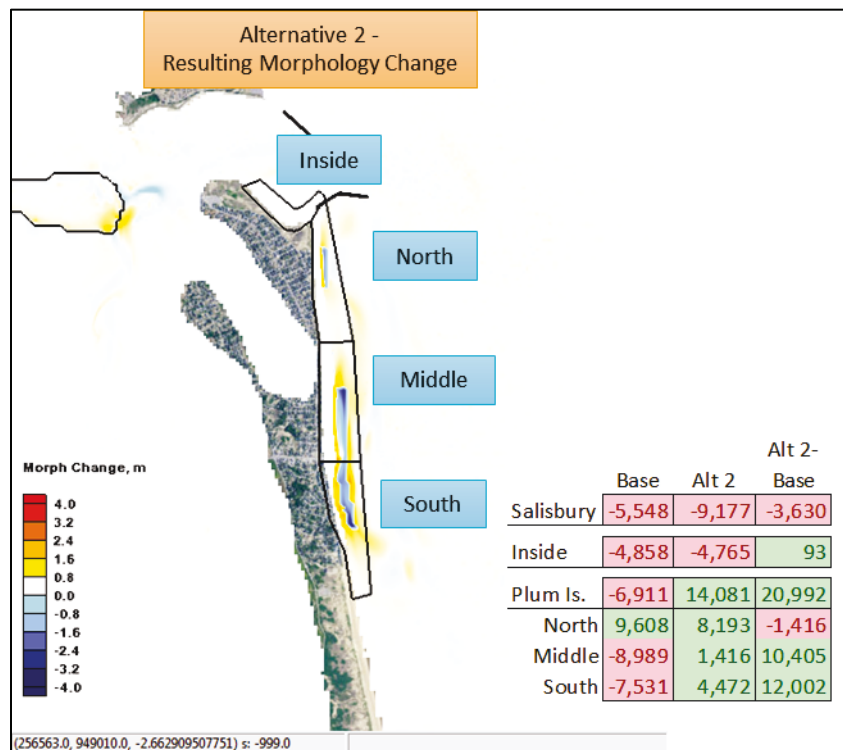 Alternative 2 -
Resulting Morphology Change
Inside
North
Middle
South
Morph Change, m
4.0
3.2
2.4
1.6
0.8
0.0
-0.8
-1.6
-2.4
-3.2
-4.0
Base Alt 2 Alt 2-
Base
Salisbury -5,548 -9,177 -3,630
Inside -4,858 -4,765 93
Plum Is. -6,911 14,081 20,992
North 9,608 8,193 -1,416
Middle -8,989 1,416 10,405
South -7,531 4,472 12,002
(256563.0, 949010.0, -2.662909507751) s: -999.0